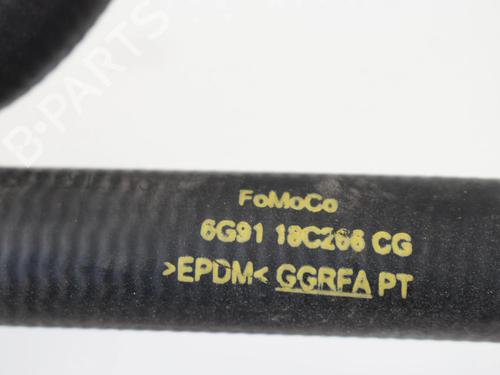 B-PARTS
FoMoCo
6G91 18C266 CG
>EPDM< GGRFA PT